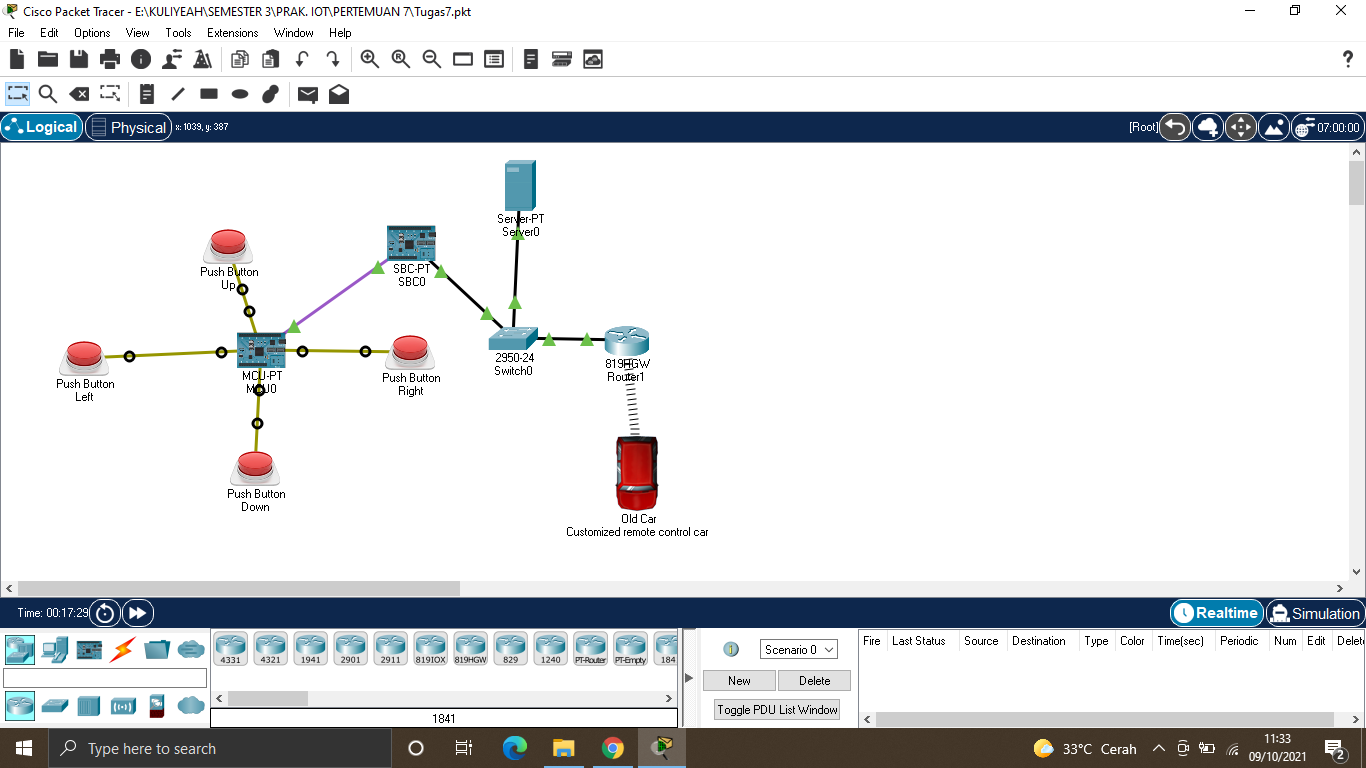 Cisco Packet Tracer - E:\KULIYEAH\SEMESTER 3\PRAK. IOT\PERTEMUAN 7\Tugas7.pkt
File Edit Options View Tools Extensions Window Help
Logical Physical x: 1039, y: 387 [Root] 07:00:00
Server-PT
Server0
Push Button
Up
SBC-PT
SBC0
Push Button
Left
MCU-PT
MCU0
Push Button
Right
2950-24
Switch0
819HGW
Router1
Push Button
Down
Old Car
Customized remote control car
Time: 00:17:29 Realtime Simulation
4331 4321 1941 2901 2911 819IOX 819HGW 829 1240 PT-Router PT-Empty 184
1841
Scenario 0
New Delete
Toggle PDU List Window
Fire Last Status Source Destination Type Color Time(sec) Periodic Num Edit Delet
Type here to search
33°C Cerah
11:33
09/10/2021
2